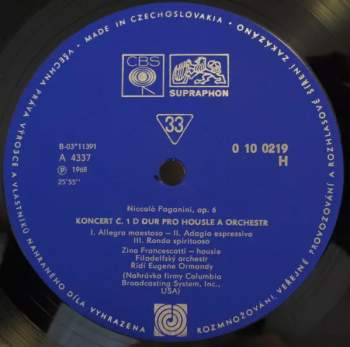 MADE IN CZECHOSLOVAKIA • VŠECHNA PRÁVA VÝROBCE A VLASTNÍKŮ NAHRANÉHO DÍLA VYHRAZENA
ROZMNOŽOVÁNÍ, VEŘEJNÉ PROVOZOVÁNÍ A ROZHLASOVÉ ŠÍŘENÍ ZAKÁZÁNO •
CBS
SUPRAPHON
33
B-03*11391
A 4337
Ⓟ 1968
25'55"
0 10 0219
H
Niccolò Paganini, op. 6
KONCERT Č. 1 D DUR PRO HOUSLE A ORCHESTR
I. Allegro maestoso – II. Adagio espressivo
III. Rondo spirituoso
Zino Francescatti – housle
Filadelfský orchestr
Řídí Eugene Ormandy
(Nahrávka firmy Columbia
Broadcasting System, Inc.,
USA)